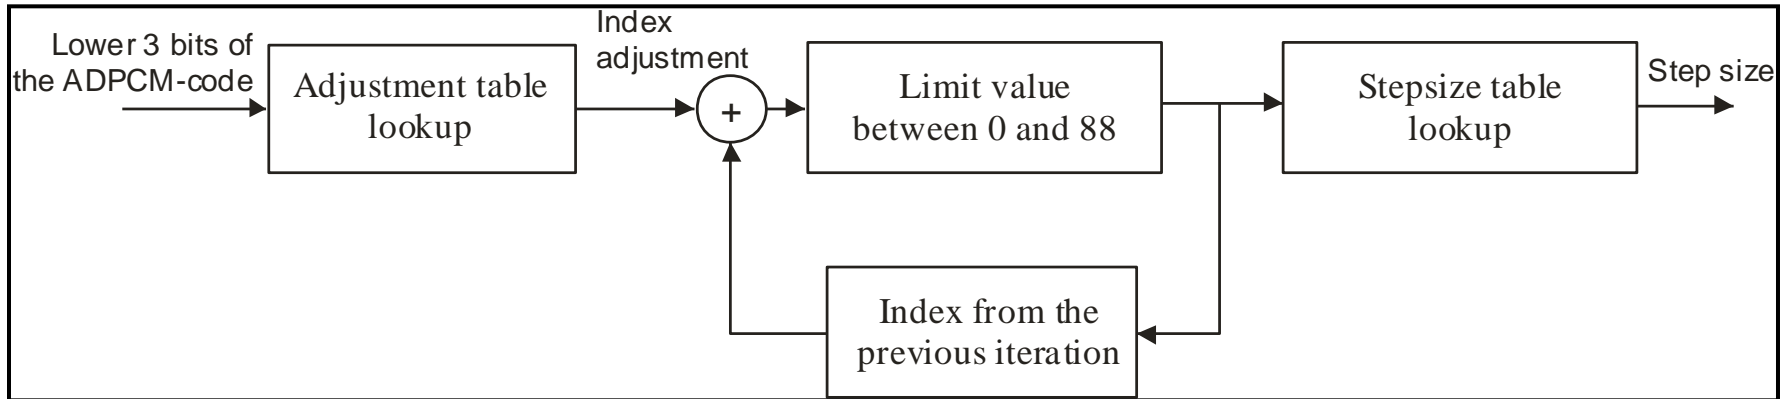 Lower 3 bits of
the ADPCM-code
Adjustment table
lookup
Index
adjustment
+
Limit value
between 0 and 88
Stepsize table
lookup
Step size
Index from the
previous iteration